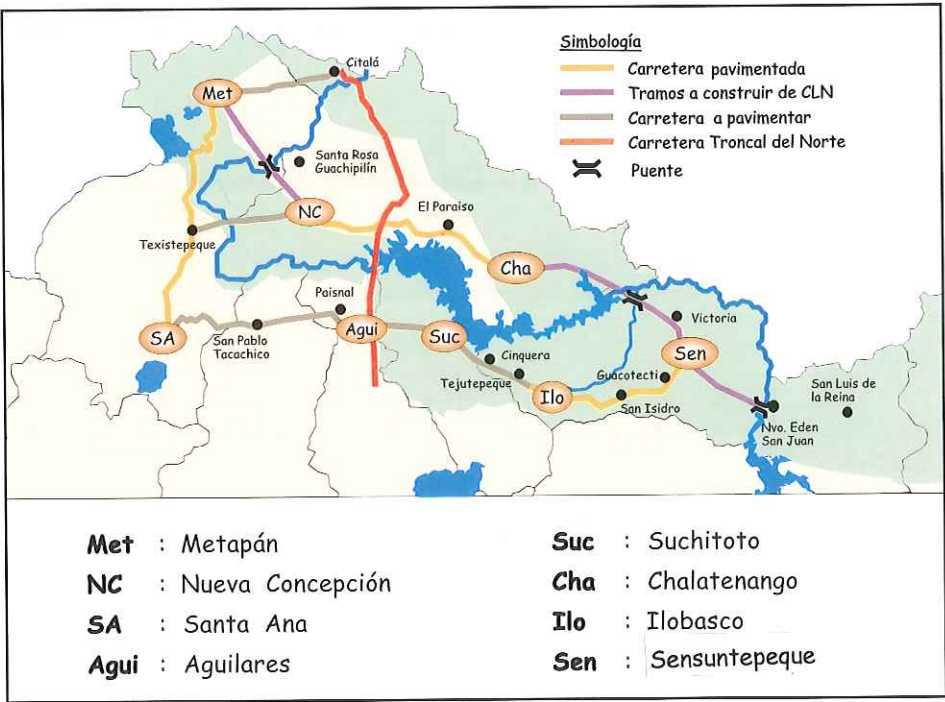 Simbología
Carretera pavimentada
Tramos a construir de CLN
Carretera a pavimentar
Carretera Troncal del Norte
Puente
Citalá
Met
Santa Rosa
Guachipilín
NC
El Paraiso
Texistepeque
Cha
Paisnal
SA
San Pablo
Tacachico
Agui
Suc
Victoria
Cinquera
Sen
Tejutepeque
Guacotecti
Ilo
San Isidro
San Luis de
la Reina
Nvo. Eden
San Juan
Met : Metapán
NC : Nueva Concepción
SA : Santa Ana
Agui : Aguilares
Suc : Suchitoto
Cha : Chalatenango
Ilo : Ilobasco
Sen : Sensuntepeque